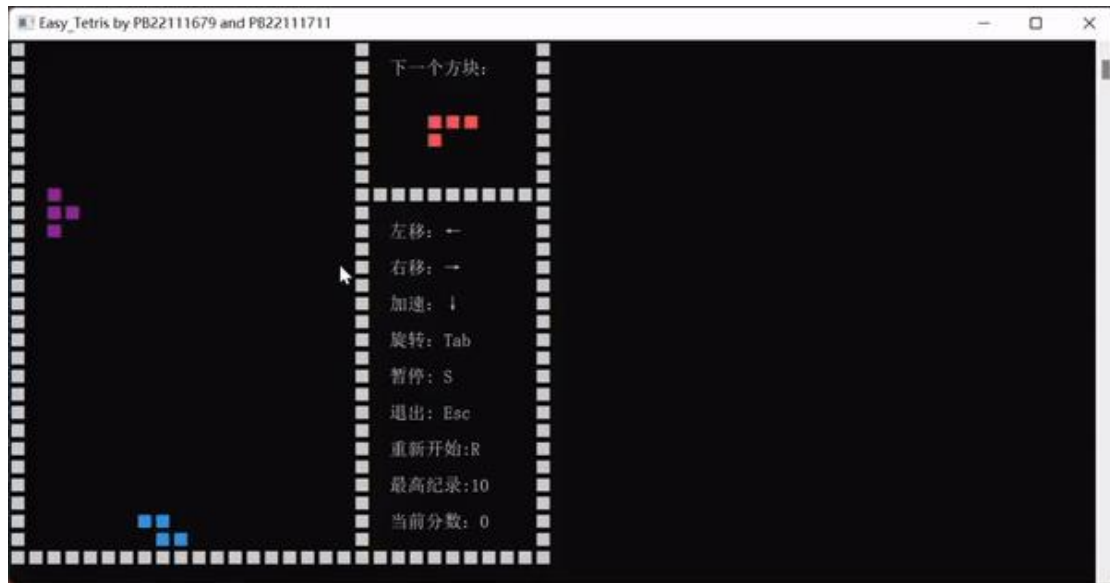 Easy_Tetris by PB22111679 and PB22111711
下一个方块:
左移: ←
右移: →
加速: ↓
旋转: Tab
暂停: S
退出: Esc
重新开始:R
最高纪录:10
当前分数: 0